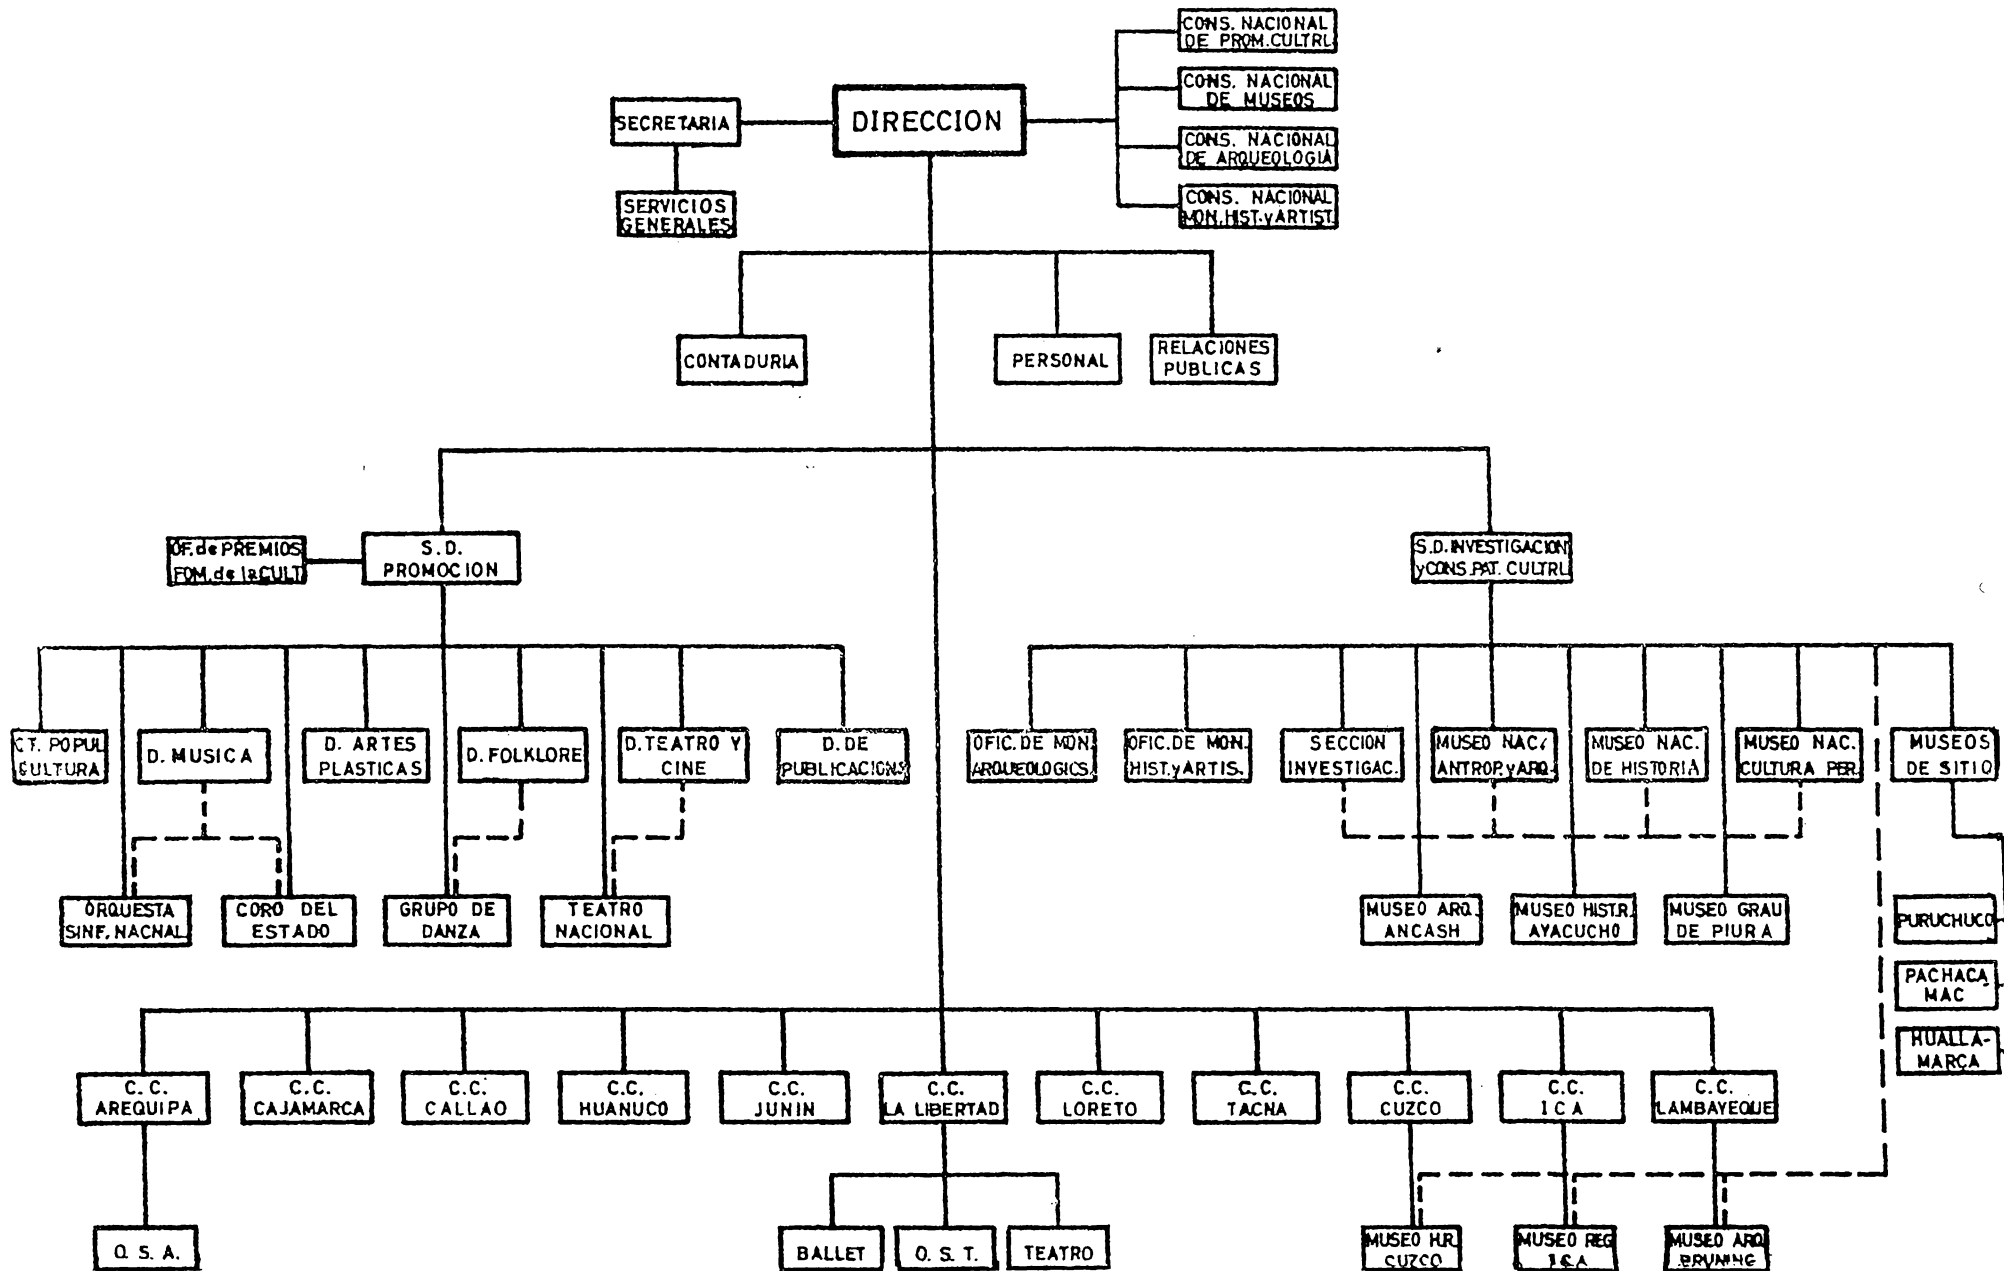 CONS. NACIONAL
DE PROM. CULTRL.
CONS. NACIONAL
DE MUSEOS
SECRETARIA
DIRECCION
CONS. NACIONAL
DE ARQUEOLOGIA
SERVICIOS
GENERALES
CONS. NACIONAL
MON. HIST. y ARTIST.
CONTADURIA
PERSONAL
RELACIONES
PUBLICAS
OF. de PREMIOS
FOM. de la CULT
S.D.
PROMOCION
S.D. INVESTIGACION
y CONS. PAT. CULTRL.
CT. POPUL
CULTURA
D. MUSICA
D. ARTES
PLASTICAS
D. FOLKLORE
D. TEATRO Y
CINE
D. DE
PUBLICACIONS
OFIC. DE MON.
ARQUEOLOGICS.
OFIC. DE MON.
HIST. y ARTIS.
SECCION
INVESTIGAC.
MUSEO NAC.
ANTROP. y ARQ.
MUSEO NAC.
DE HISTORIA
MUSEO NAC.
CULTURA PER.
MUSEOS
DE SITIO
ORQUESTA
SINF. NACNAL
CORO DEL
ESTADO
GRUPO DE
DANZA
TEATRO
NACIONAL
MUSEO ARQ.
ANCASH
MUSEO HIST.R.
AYACUCHO
MUSEO GRAU
DE PIURA
PURUCHUCO
PACHACA
MAC
HUALLA-
MARCA
C.C.
AREQUIPA
C.C.
CAJAMARCA
C.C.
CALLAO
C.C.
HUANUCO
C.C.
JUNIN
C.C.
LA LIBERTAD
C.C.
LORETO
C.C.
TACNA
C.C.
CUZCO
C.C.
ICA
C.C.
LAMBAYEQUE
O. S. A.
BALLET
O. S. T.
TEATRO
MUSEO H.R.
CUZCO
MUSEO REG
ICA
MUSEO ARQ
BRUNING